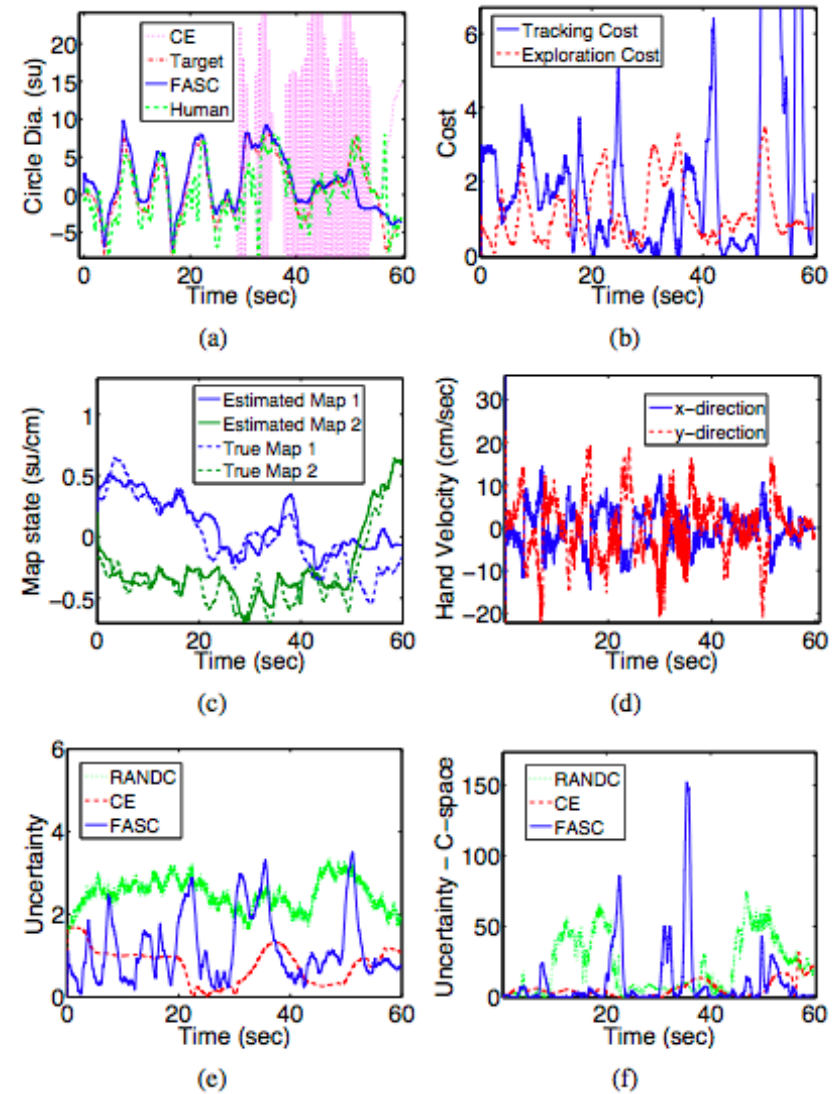 Circle Dia. (su)
20
15
10
5
0
−5
CE
Target
FASC
Human
0
20
40
60
Time (sec)
(a)
Cost
6
4
2
0
Tracking Cost
Exploration Cost
0
20
40
60
Time (sec)
(b)
Map state (su/cm)
1
0.5
0
−0.5
Estimated Map 1
Estimated Map 2
True Map 1
True Map 2
0
20
40
60
Time (sec)
(c)
Hand Velocity (cm/sec)
30
20
10
0
−10
−20
x−direction
y−direction
20
40
60
Time (sec)
(d)
Uncertainty
6
4
2
0
RANDC
CE
FASC
0
20
40
60
Time (sec)
(e)
Uncertainty − C−space
150
100
50
0
RANDC
CE
FASC
20
40
60
Time (sec)
(f)